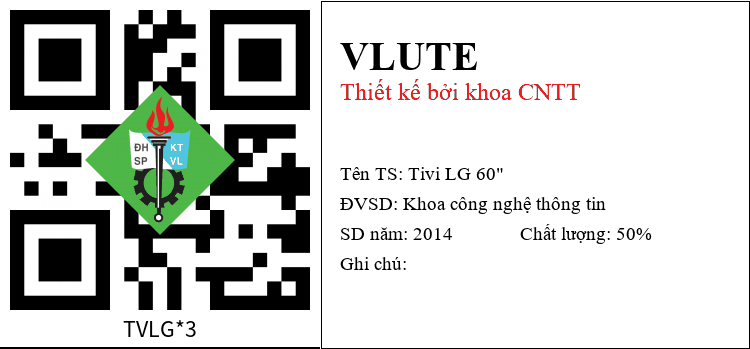 ĐH KT
SP VL
TVLG*3
VLUTE
Thiết kế bởi khoa CNTT
Tên TS: Tivi LG 60"
ĐVSD: Khoa công nghệ thông tin
SD năm: 2014 Chất lượng: 50%
Ghi chú: